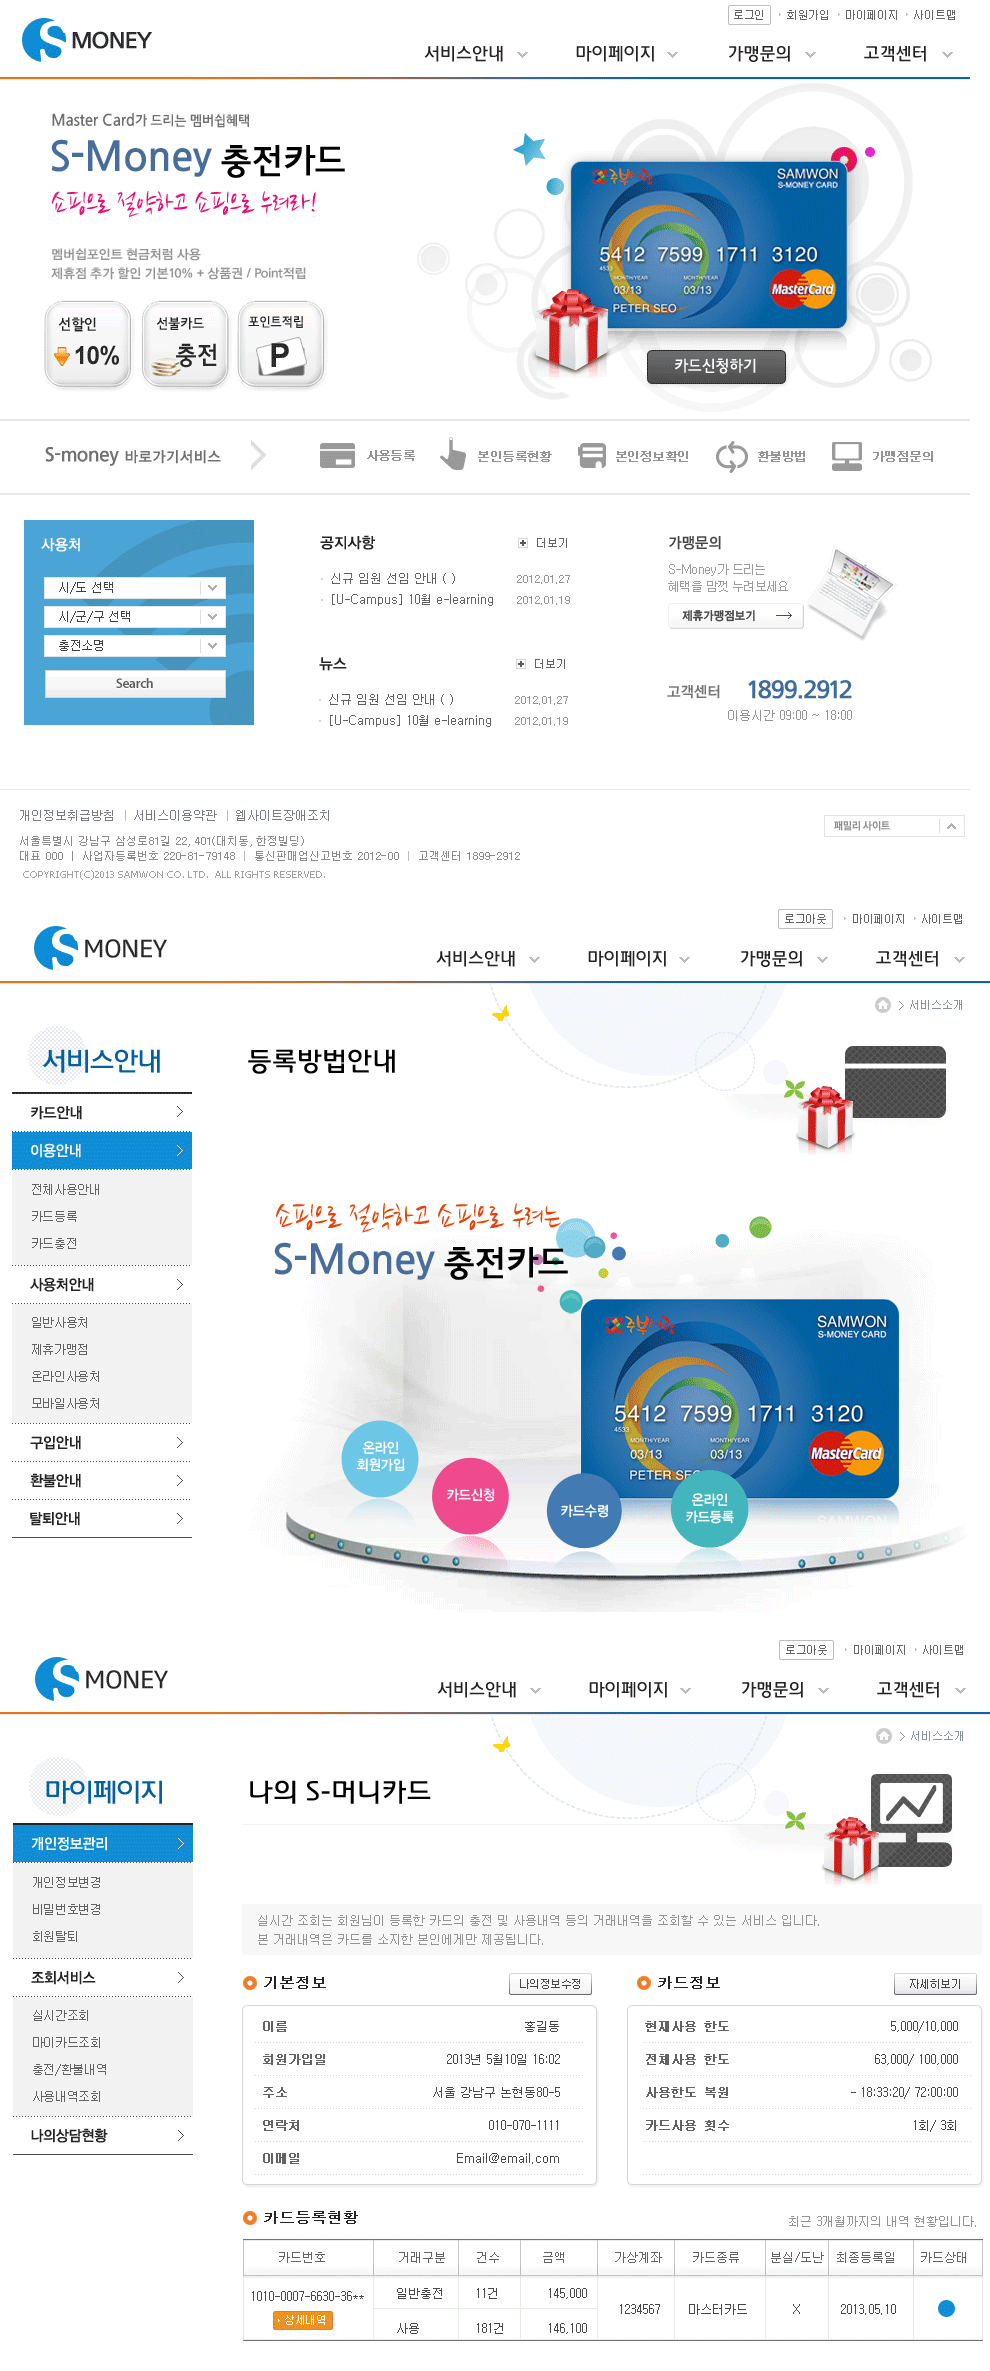 로그인 · 회원가입 · 마이페이지 · 사이트맵
S MONEY
서비스안내 마이페이지 가맹문의 고객센터
Master Card가 드리는 멤버쉽혜택
S-Money 충전카드
쇼핑으로 절약하고 쇼핑으로 누려라!
멤버쉽포인트 현금처럼 사용
제휴점 추가 할인 기본10% + 상품권 / Point적립
선할인 10%
선불카드 충전
포인트적립 P
SAMWON
S-MONEY CARD
5412 7599 1711 3120
4533
MONTH/YEAR MONTH/YEAR
03/13 03/13
PETER SEO
MasterCard
카드신청하기
S-money 바로가기서비스
사용등록 본인등록현황 본인정보확인 환불방법 가맹점문의
사용처
시/도 선택
시/군/구 선택
충전소명
Search
공지사항 더보기
신규 임원 선임 안내 ( ) 2012.01.27
[U-Campus] 10월 e-learning 2012.01.19
뉴스 더보기
신규 임원 선임 안내 ( ) 2012.01.27
[U-Campus] 10월 e-learning 2012.01.19
가맹문의
S-Money가 드리는
혜택을 맘껏 누려보세요
제휴가맹점보기
고객센터 1899.2912
이용시간 09:00 ~ 18:00
개인정보취급방침 | 서비스이용약관 | 웹사이트장애조치
서울특별시 강남구 삼성로81길 22, 401(대치동, 한정빌딩)
대표 000 | 사업자등록번호 220-81-79148 | 통신판매업신고번호 2012-00 | 고객센터 1899-2912
COPYRIGHT(C)2013 SAMWON CO. LTD. ALL RIGHTS RESERVED.
패밀리 사이트
로그아웃 · 마이페이지 · 사이트맵
S MONEY
서비스안내 마이페이지 가맹문의 고객센터
> 서비스소개
서비스안내
카드안내
이용안내
전체사용안내
카드등록
카드충전
사용처안내
일반사용처
제휴가맹점
온라인사용처
모바일사용처
구입안내
환불안내
탈퇴안내
등록방법안내
쇼핑으로 절약하고 쇼핑으로 누려는
S-Money 충전카드
SAMWON
S-MONEY CARD
5412 7599 1711 3120
4533
MONTH/YEAR MONTH/YEAR
03/13 03/13
PETER SEO
MasterCard
온라인
회원가입
카드신청
카드수령
온라인
카드등록
로그아웃 · 마이페이지 · 사이트맵
S MONEY
서비스안내 마이페이지 가맹문의 고객센터
> 서비스소개
마이페이지
개인정보관리
개인정보변경
비밀번호변경
회원탈퇴
조회서비스
실시간조회
마이카드조회
충전/환불내역
사용내역조회
나의상담현황
나의 S-머니카드
실시간 조회는 회원님이 등록한 카드의 충전 및 사용내역 등의 거래내역을 조회할 수 있는 서비스 입니다.
본 거래내역은 카드를 소지한 본인에게만 제공됩니다.
기본정보 나의정보수정
이름 홍길동
회원가입일 2013년 5월10일 16:02
주소 서울 강남구 논현동80-5
연락처 010-070-1111
이메일 Email@email.com
카드정보 자세히보기
현재사용 한도 5,000/10,000
전체사용 한도 63,000/ 100,000
사용한도 복원 - 18:33:20/ 72:00:00
카드사용 횟수 1회/ 3회
카드등록현황
최근 3개월까지의 내역 현황입니다.
카드번호 거래구분 건수 금액 가상계좌 카드종류 분실/도난 최종등록일 카드상태
1010-0007-6630-36** 일반충전 11건 145,000 1234567 마스터카드 X 2013.05.10
상세내역 사용 181건 146,100